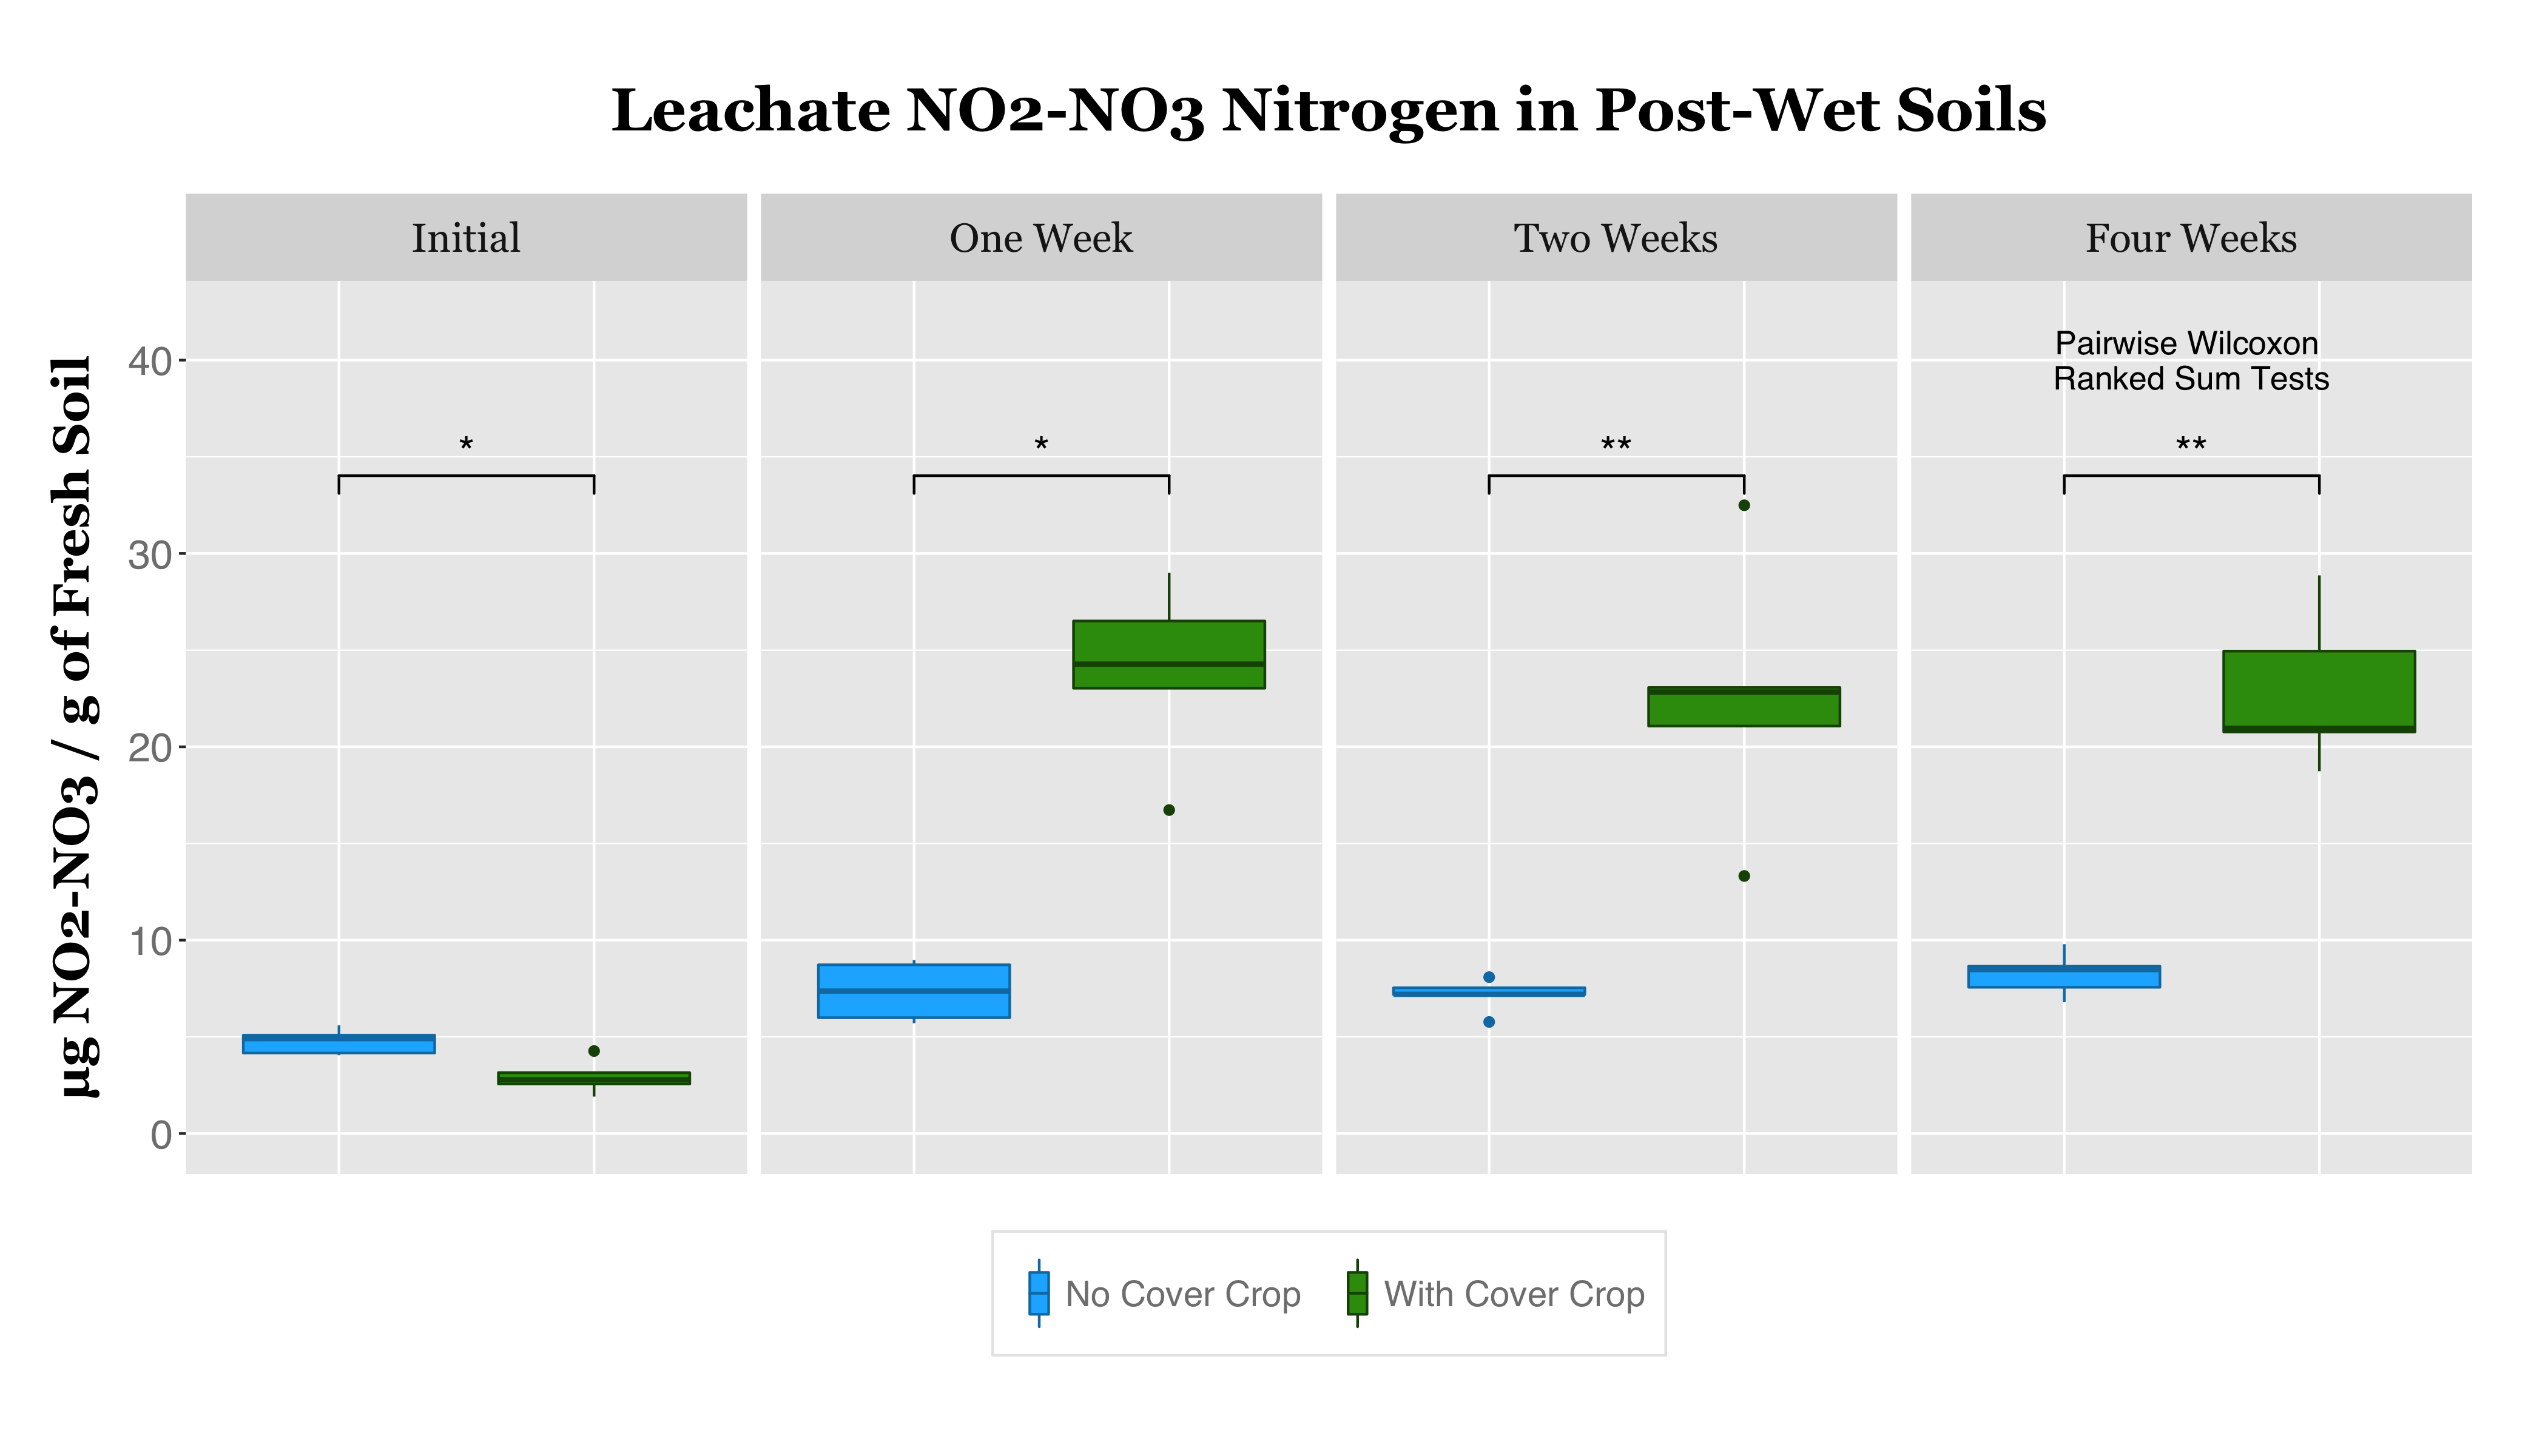 Leachate NO2-NO3 Nitrogen in Post-Wet Soils
Initial
One Week
Two Weeks
Four Weeks
µg NO2-NO3 / g of Fresh Soil
40
30
20
10
0
*
*
**
**
Pairwise Wilcoxon
Ranked Sum Tests
No Cover Crop
With Cover Crop